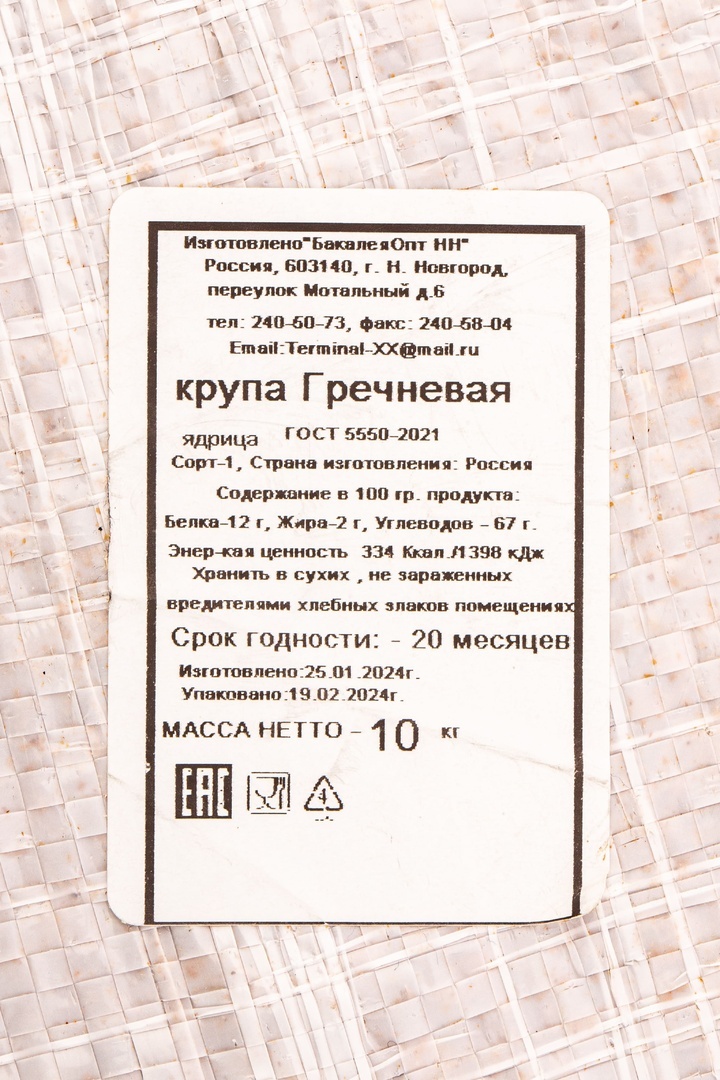 Изготовлено"БакалеяОпт НН"
Россия, 603140, г. Н. Новгород,
переулок Мотальный д.6
тел: 240-50-73, факс: 240-58-04
Email:Terminal-XX@mail.ru
крупа Гречневая
ядрица ГОСТ 5550-2021
Сорт-1, Страна изготовления: Россия
Содержание в 100 гр. продукта:
Белка-12 г, Жира-2 г, Углеводов - 67 г.
Энер-кая ценность 334 Ккал./1398 кДж
Хранить в сухих , не зараженных
вредителями хлебных злаков помещениях
Срок годности: - 20 месяцев
Изготовлено:25.01.2024г.
Упаковано:19.02.2024г.
МАССА НЕТТО - 10 кг
ЕАС 4